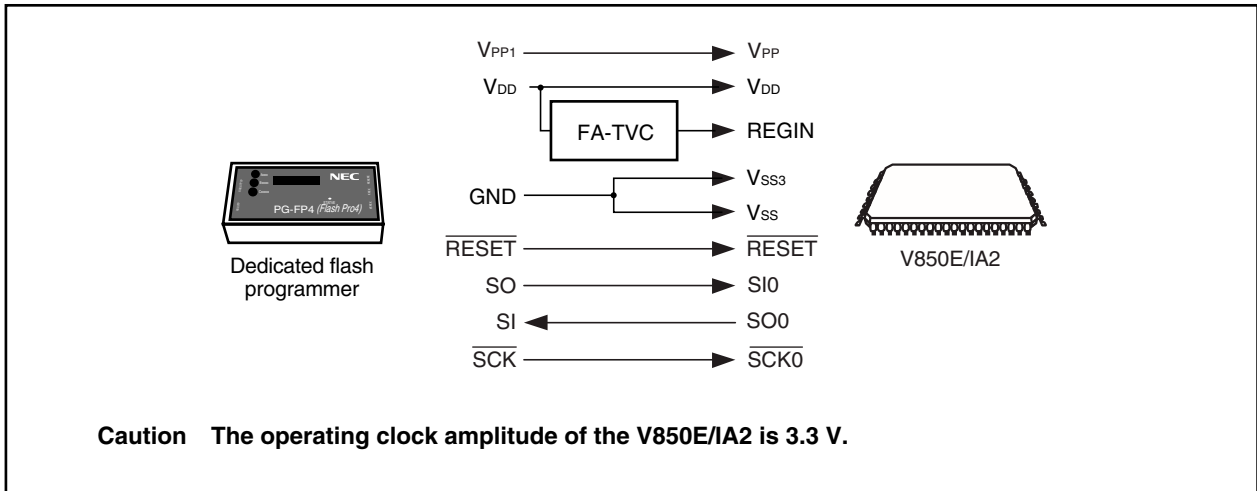 VPP1 VPP
VDD VDD
FA-TVC REGIN
VSS3
GND
VSS
RESET RESET
SO SI0
SI SO0
SCK SCK0
NEC
PG-FP4 (Flash Pro4)
Dedicated flash
programmer
V850E/IA2
Caution The operating clock amplitude of the V850E/IA2 is 3.3 V.